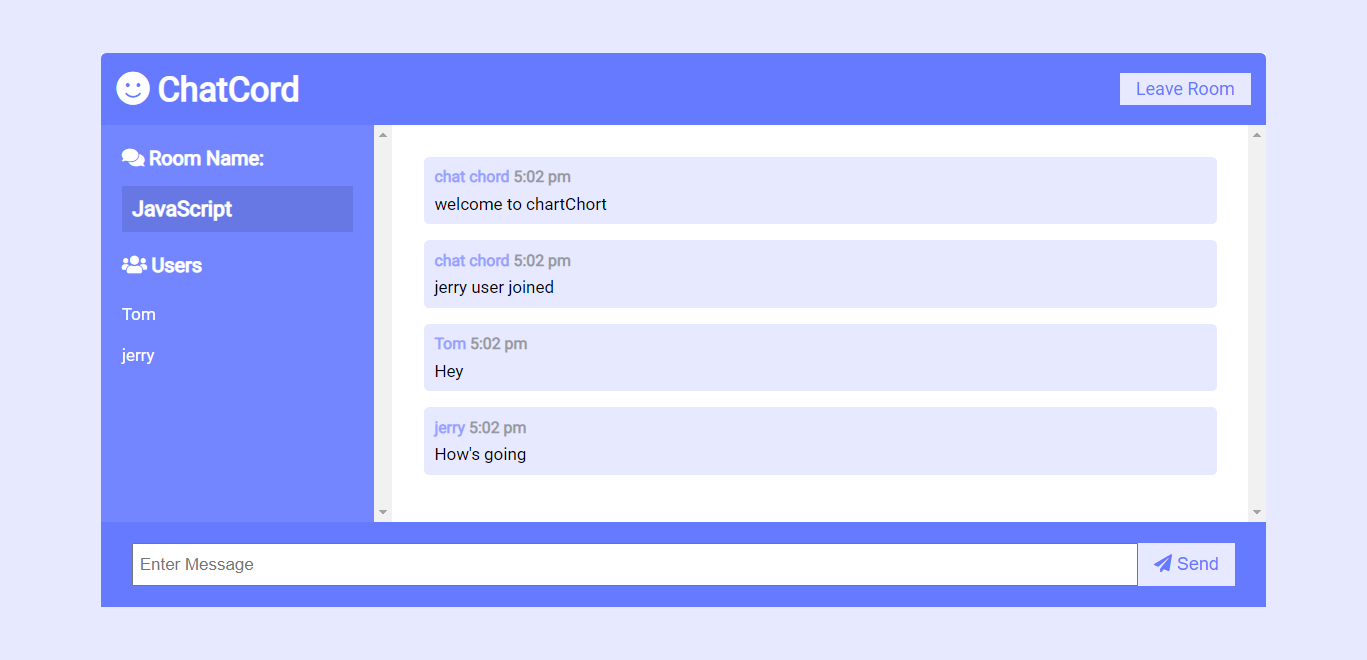 ChatCord
Leave Room
Room Name:
JavaScript
Users
Tom
jerry
chat chord 5:02 pm
welcome to chartChort
chat chord 5:02 pm
jerry user joined
Tom 5:02 pm
Hey
jerry 5:02 pm
How's going
Enter Message
Send